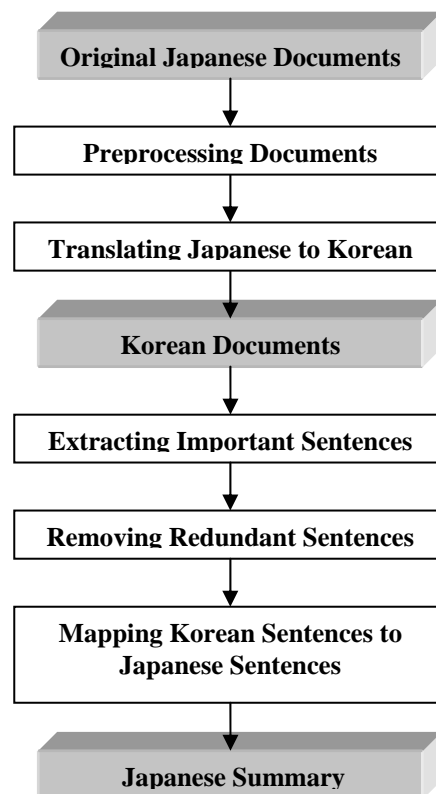 Original Japanese Documents
Preprocessing Documents
Translating Japanese to Korean
Korean Documents
Extracting Important Sentences
Removing Redundant Sentences
Mapping Korean Sentences to
Japanese Sentences
Japanese Summary